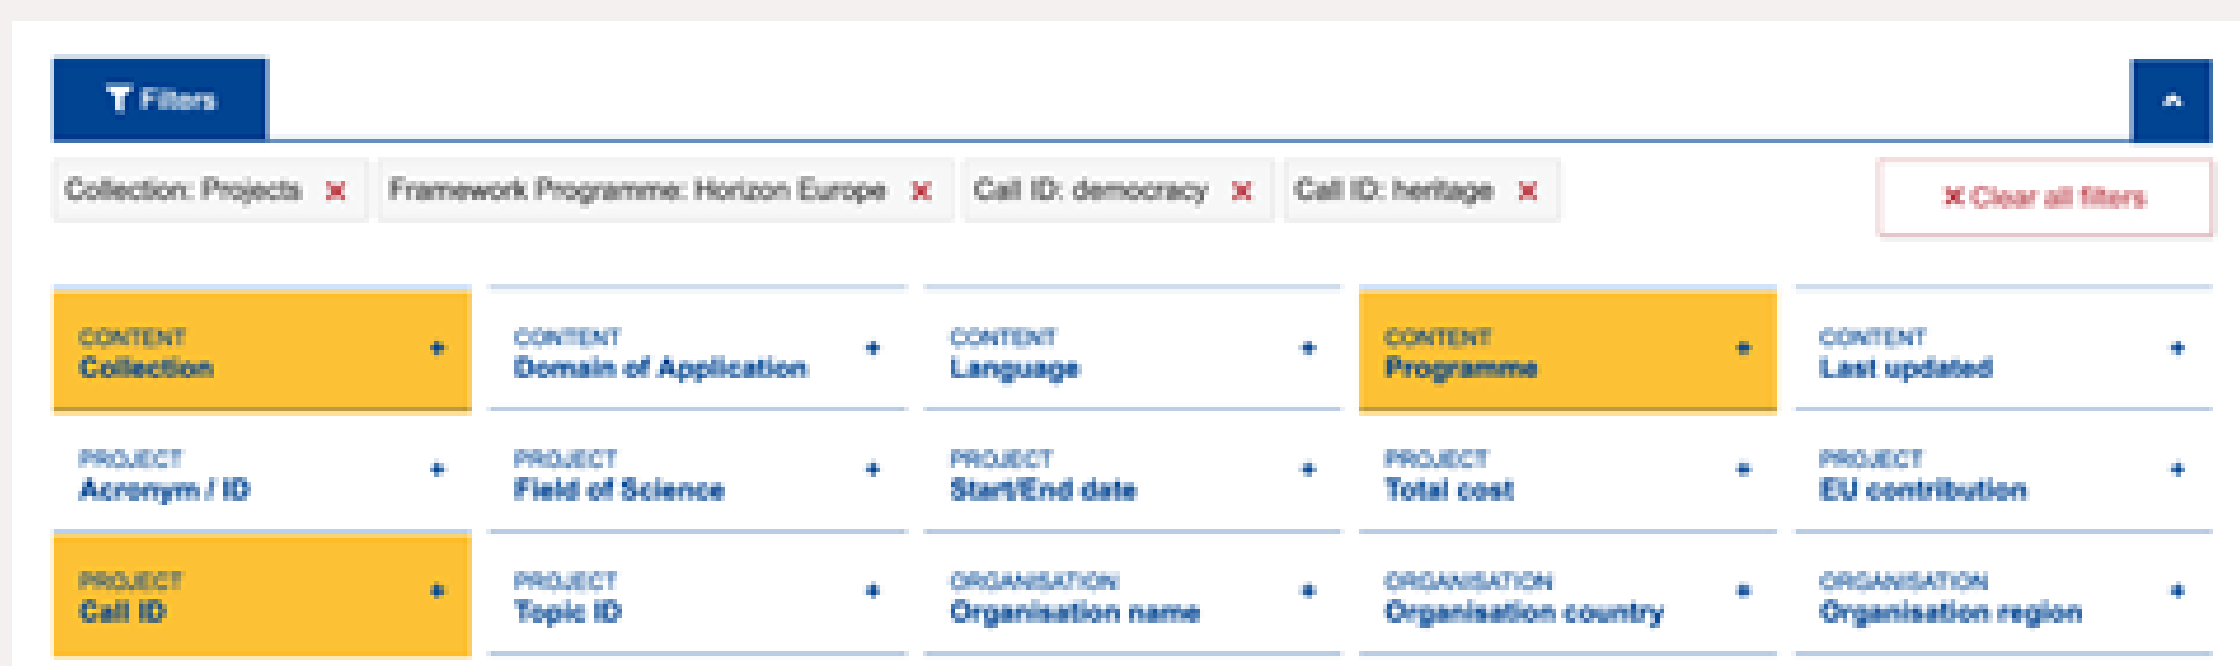 Filters
Collection: Projects ✕ Framework Programme: Horizon Europe ✕ Call ID: democracy ✕ Call ID: heritage ✕ ✕ Clear all filters
CONTENT CONTENT CONTENT CONTENT CONTENT
Collection + Domain of Application + Language + Programme + Last updated +
PROJECT PROJECT PROJECT PROJECT PROJECT
Acronym / ID + Field of Science + Start/End date + Total cost + EU contribution +
PROJECT PROJECT ORGANISATION ORGANISATION ORGANISATION
Call ID + Topic ID + Organisation name + Organisation country + Organisation region +